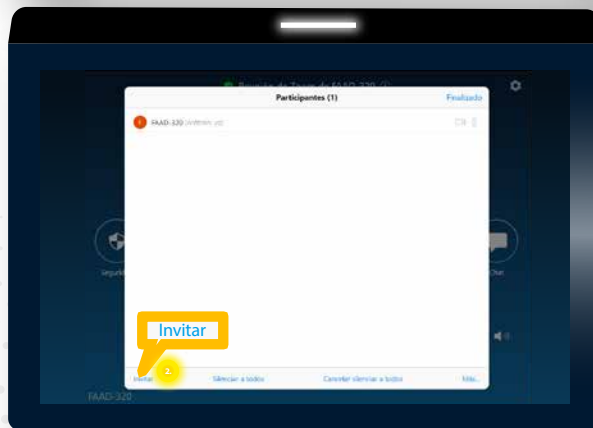 Reunión de Zoom de FAAD-320
Participantes (1)
Finalizado
FAAD-320
Seguridad
Chat
Invitar
2.
Invitar
Silenciar a todos
Cancelar silenciar a todos
Más...
FAAD-320